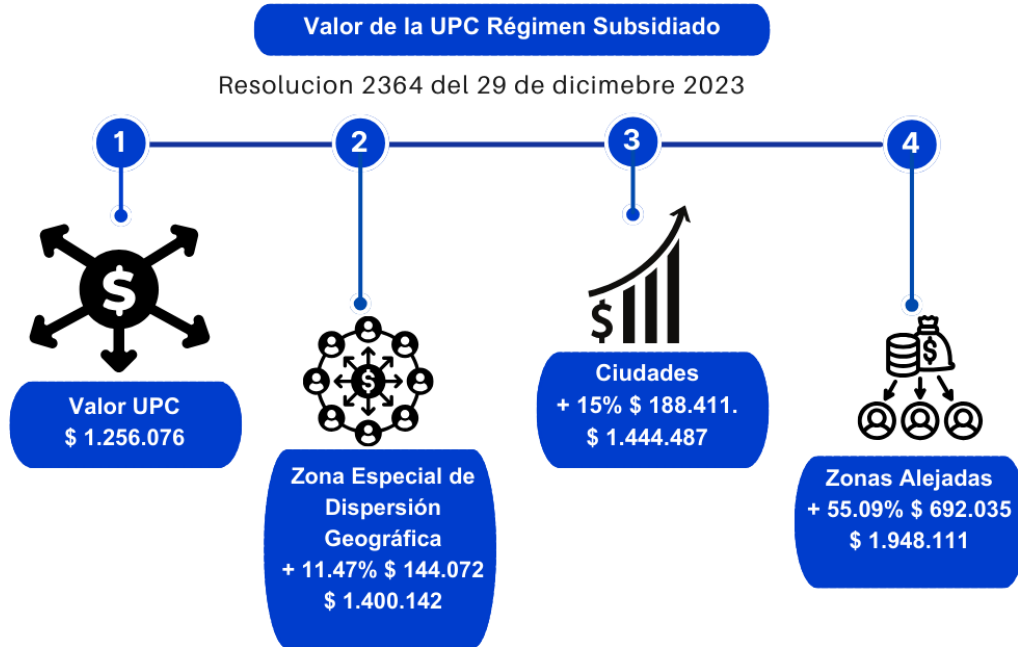 Valor de la UPC Régimen Subsidiado
Resolucion 2364 del 29 de dicimebre 2023
1
2
3
4
$
Valor UPC
$ 1.256.076
$
Zona Especial de
Dispersión
Geográfica
+ 11.47% $ 144.072
$ 1.400.142
$
Ciudades
+ 15% $ 188.411.
$ 1.444.487
$
Zonas Alejadas
+ 55.09% $ 692.035
$ 1.948.111